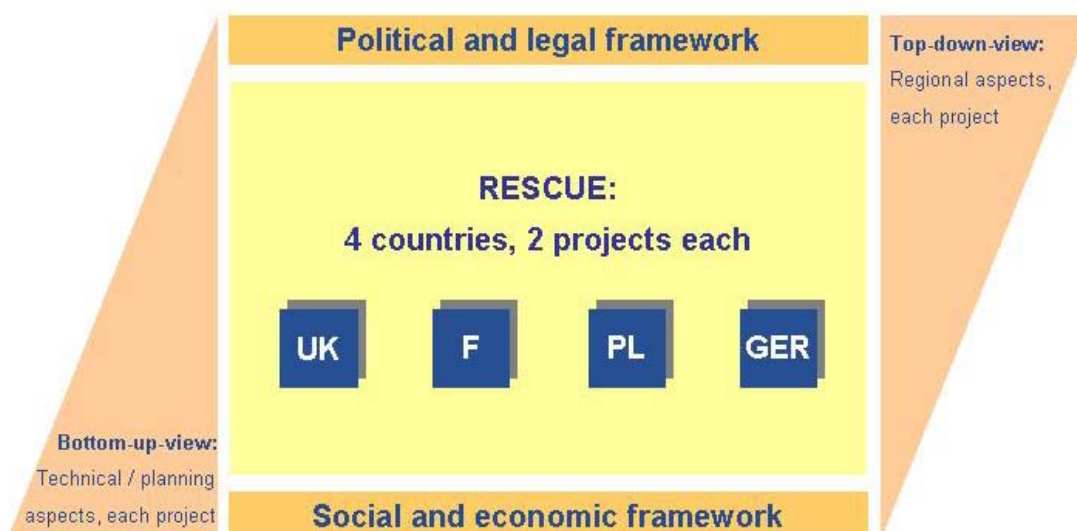 Political and legal framework
Top-down-view:
Regional aspects,
each project
RESCUE:
4 countries, 2 projects each
UK
F
PL
GER
Bottom-up-view:
Technical / planning
aspects, each project
Social and economic framework